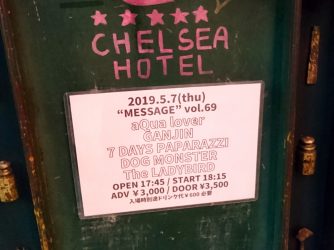 CHELSEA
HOTEL
2019.5.7(thu)
“MESSAGE” vol.69
aQua lover
GANJIN
7 DAYS PAPARAZZI
DOG MONSTER
The LADYBIRD
OPEN 17:45 / START 18:15
ADV ¥3,000 / DOOR ¥3,500
入場時別途ドリンク代¥600必要